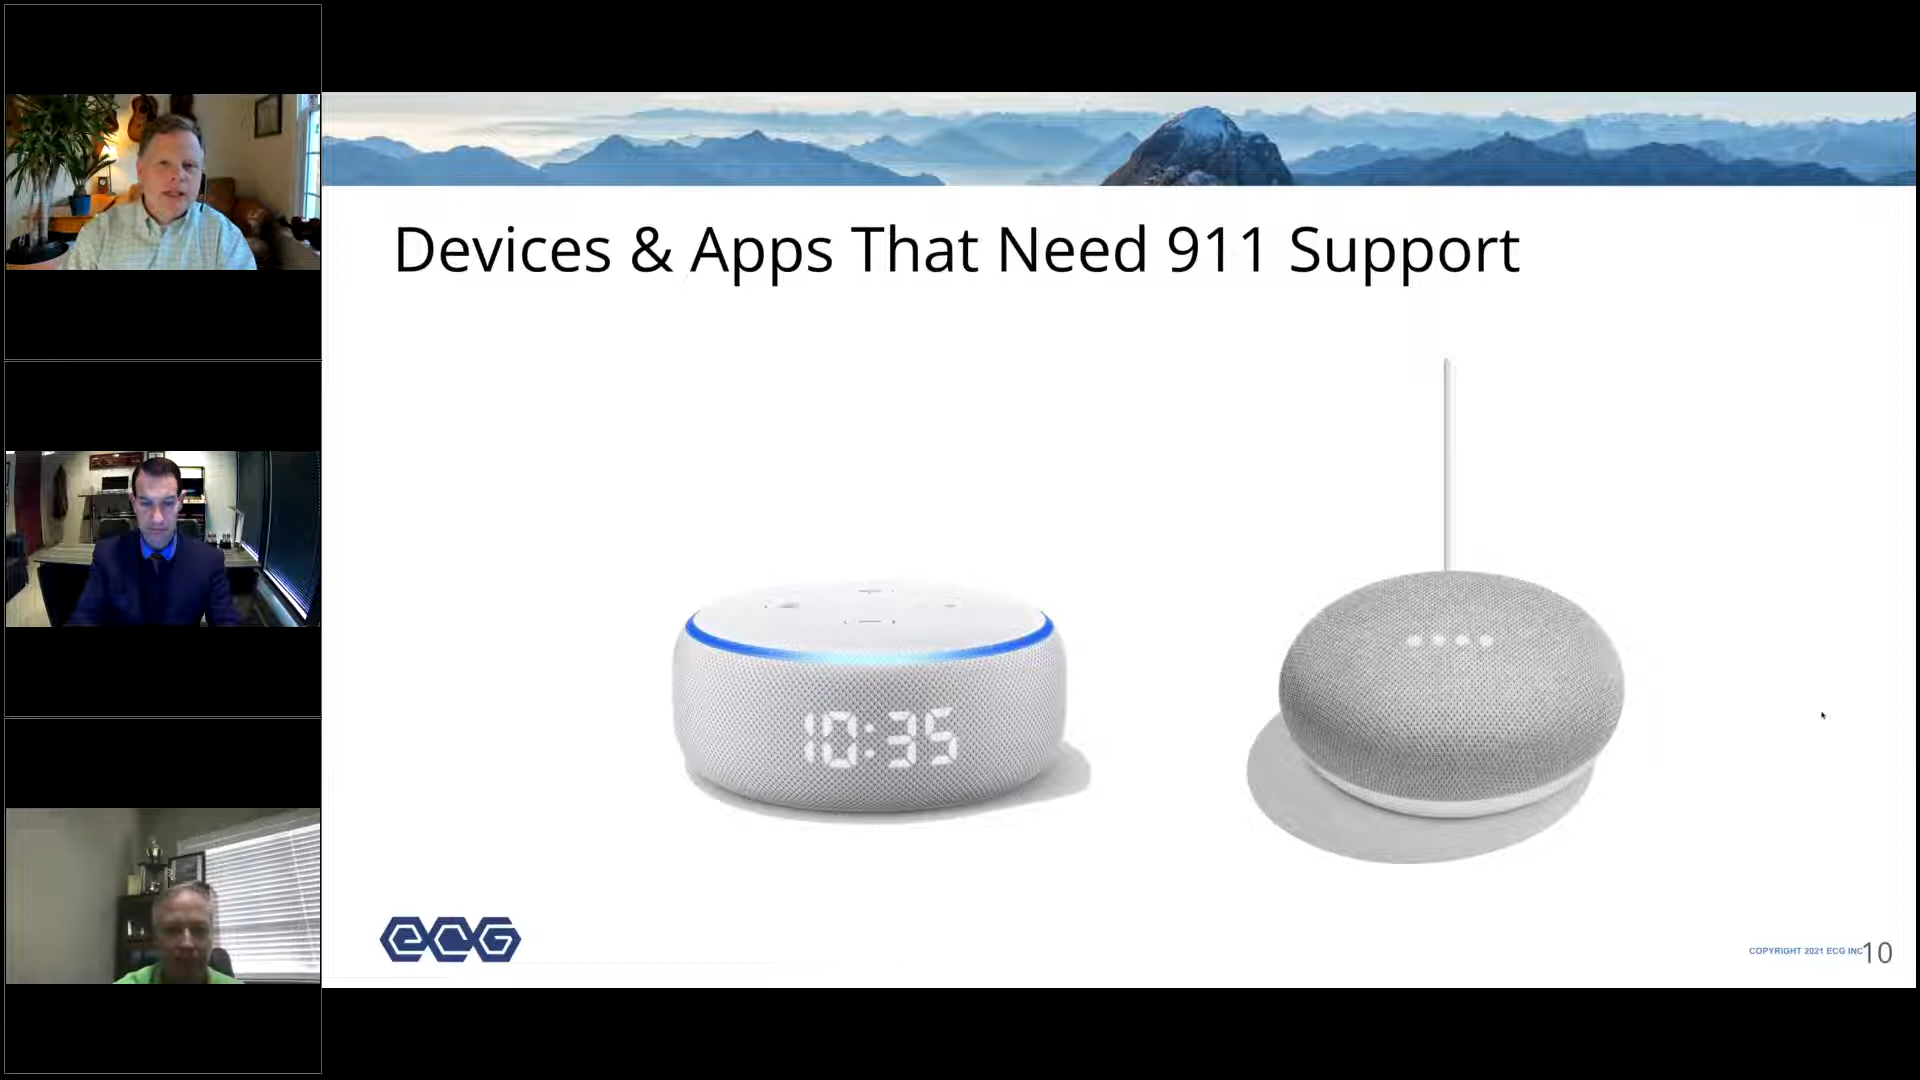 Devices & Apps That Need 911 Support
10:35
ecg
COPYRIGHT 2021 ECG INC
10